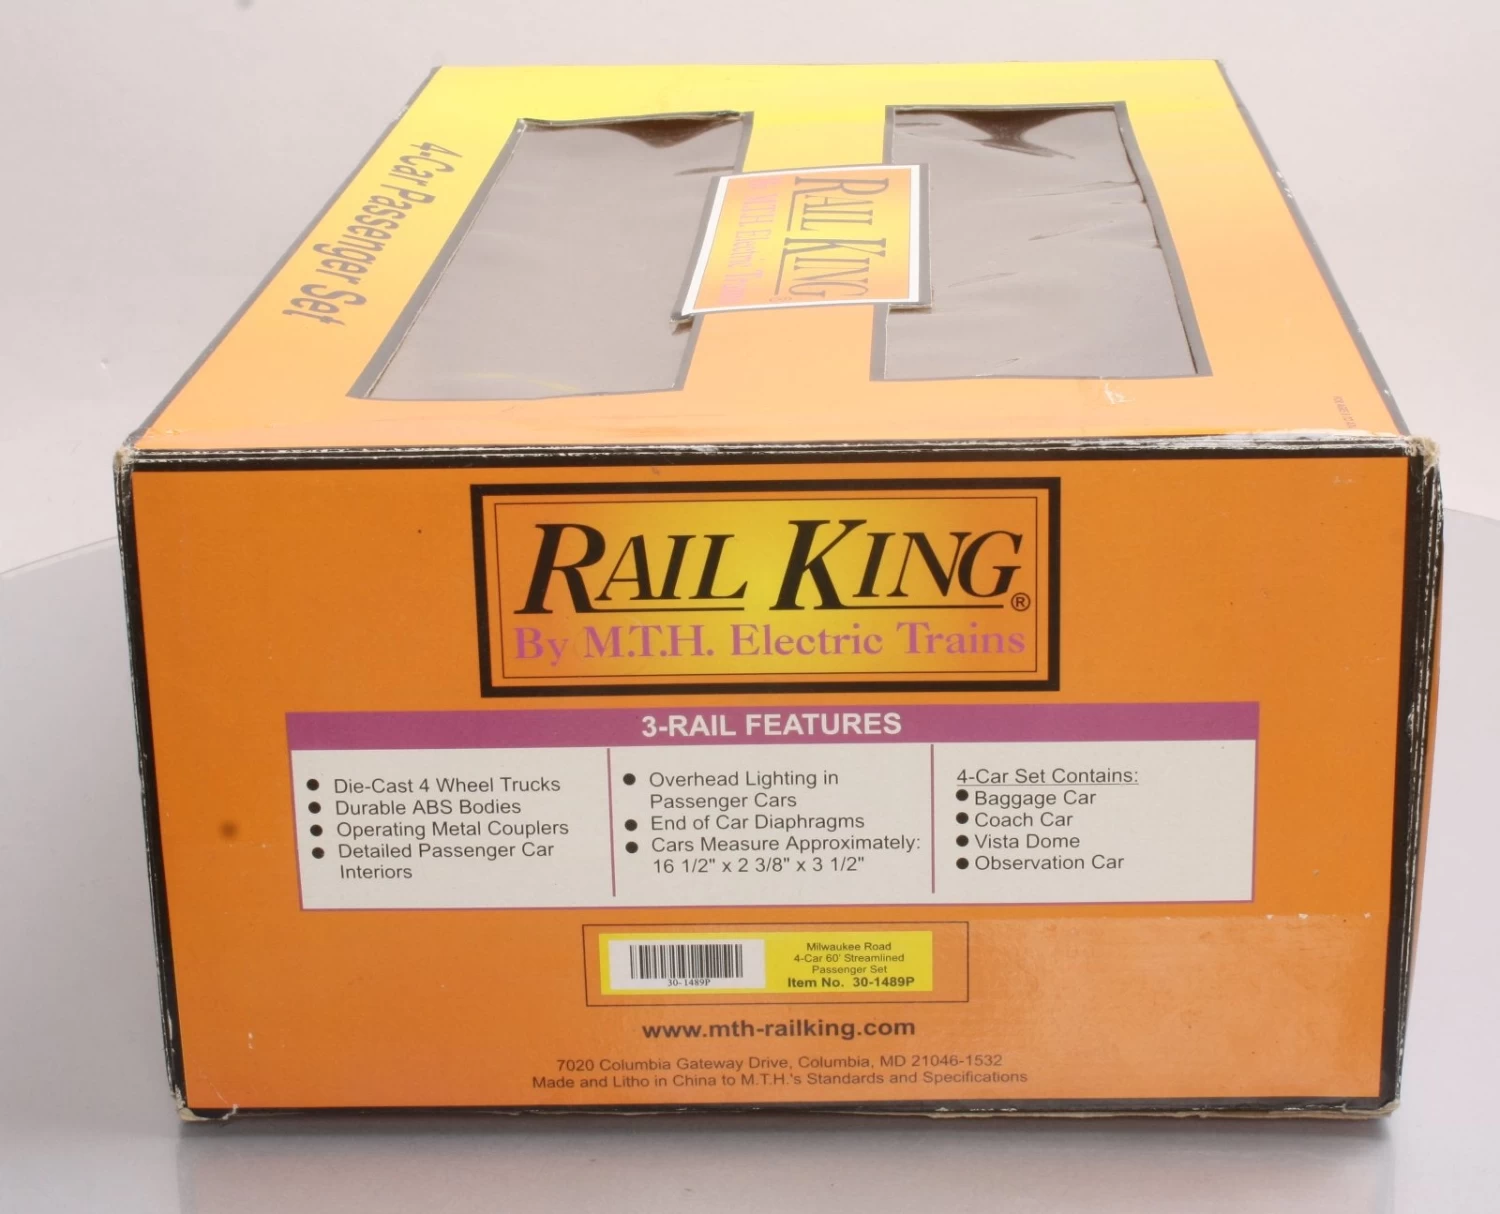 4-Car Passenger Set
RAIL KING
RAIL KING®
By M.T.H. Electric Trains
3-RAIL FEATURES
● Die-Cast 4 Wheel Trucks
● Durable ABS Bodies
● Operating Metal Couplers
● Detailed Passenger Car
Interiors
● Overhead Lighting in
Passenger Cars
● End of Car Diaphragms
● Cars Measure Approximately:
16 1/2" x 2 3/8" x 3 1/2"
4-Car Set Contains:
● Baggage Car
● Coach Car
● Vista Dome
● Observation Car
30-1489P
Milwaukee Road
4-Car 60' Streamlined
Passenger Set
Item No. 30-1489P
www.mth-railking.com
7020 Columbia Gateway Drive, Columbia, MD 21046-1532
Made and Litho in China to M.T.H.'s Standards and Specifications